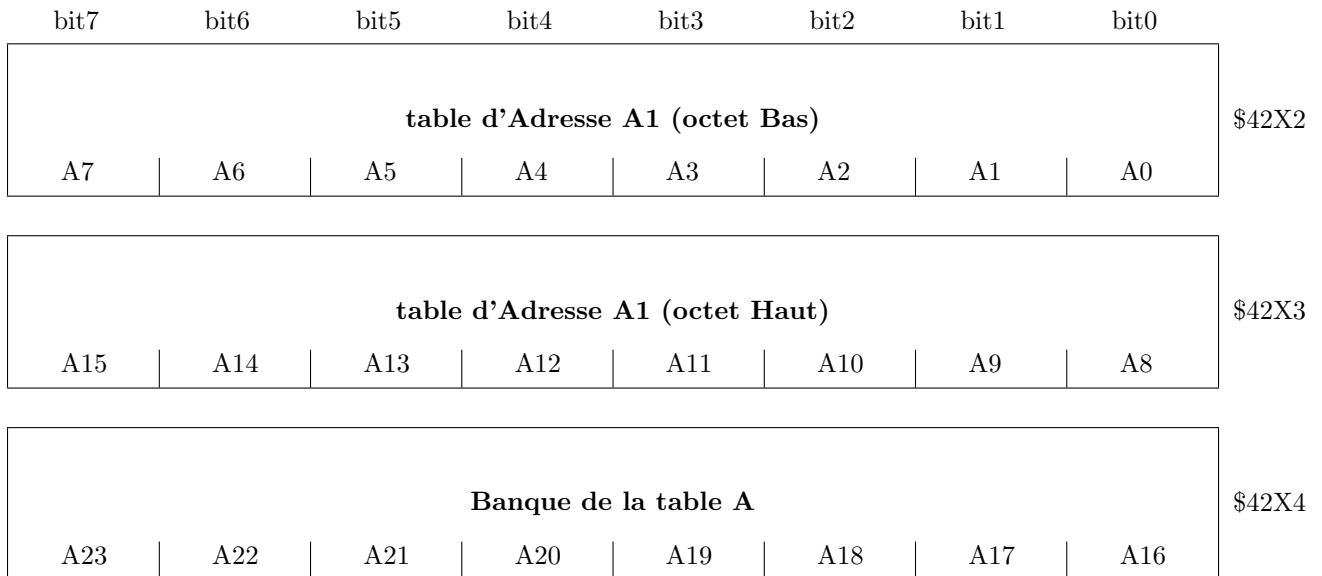 bit7 bit6 bit5 bit4 bit3 bit2 bit1 bit0
table d'Adresse A1 (octet Bas) $42X2
A7 A6 A5 A4 A3 A2 A1 A0
table d'Adresse A1 (octet Haut) $42X3
A15 A14 A13 A12 A11 A10 A9 A8
Banque de la table A $42X4
A23 A22 A21 A20 A19 A18 A17 A16